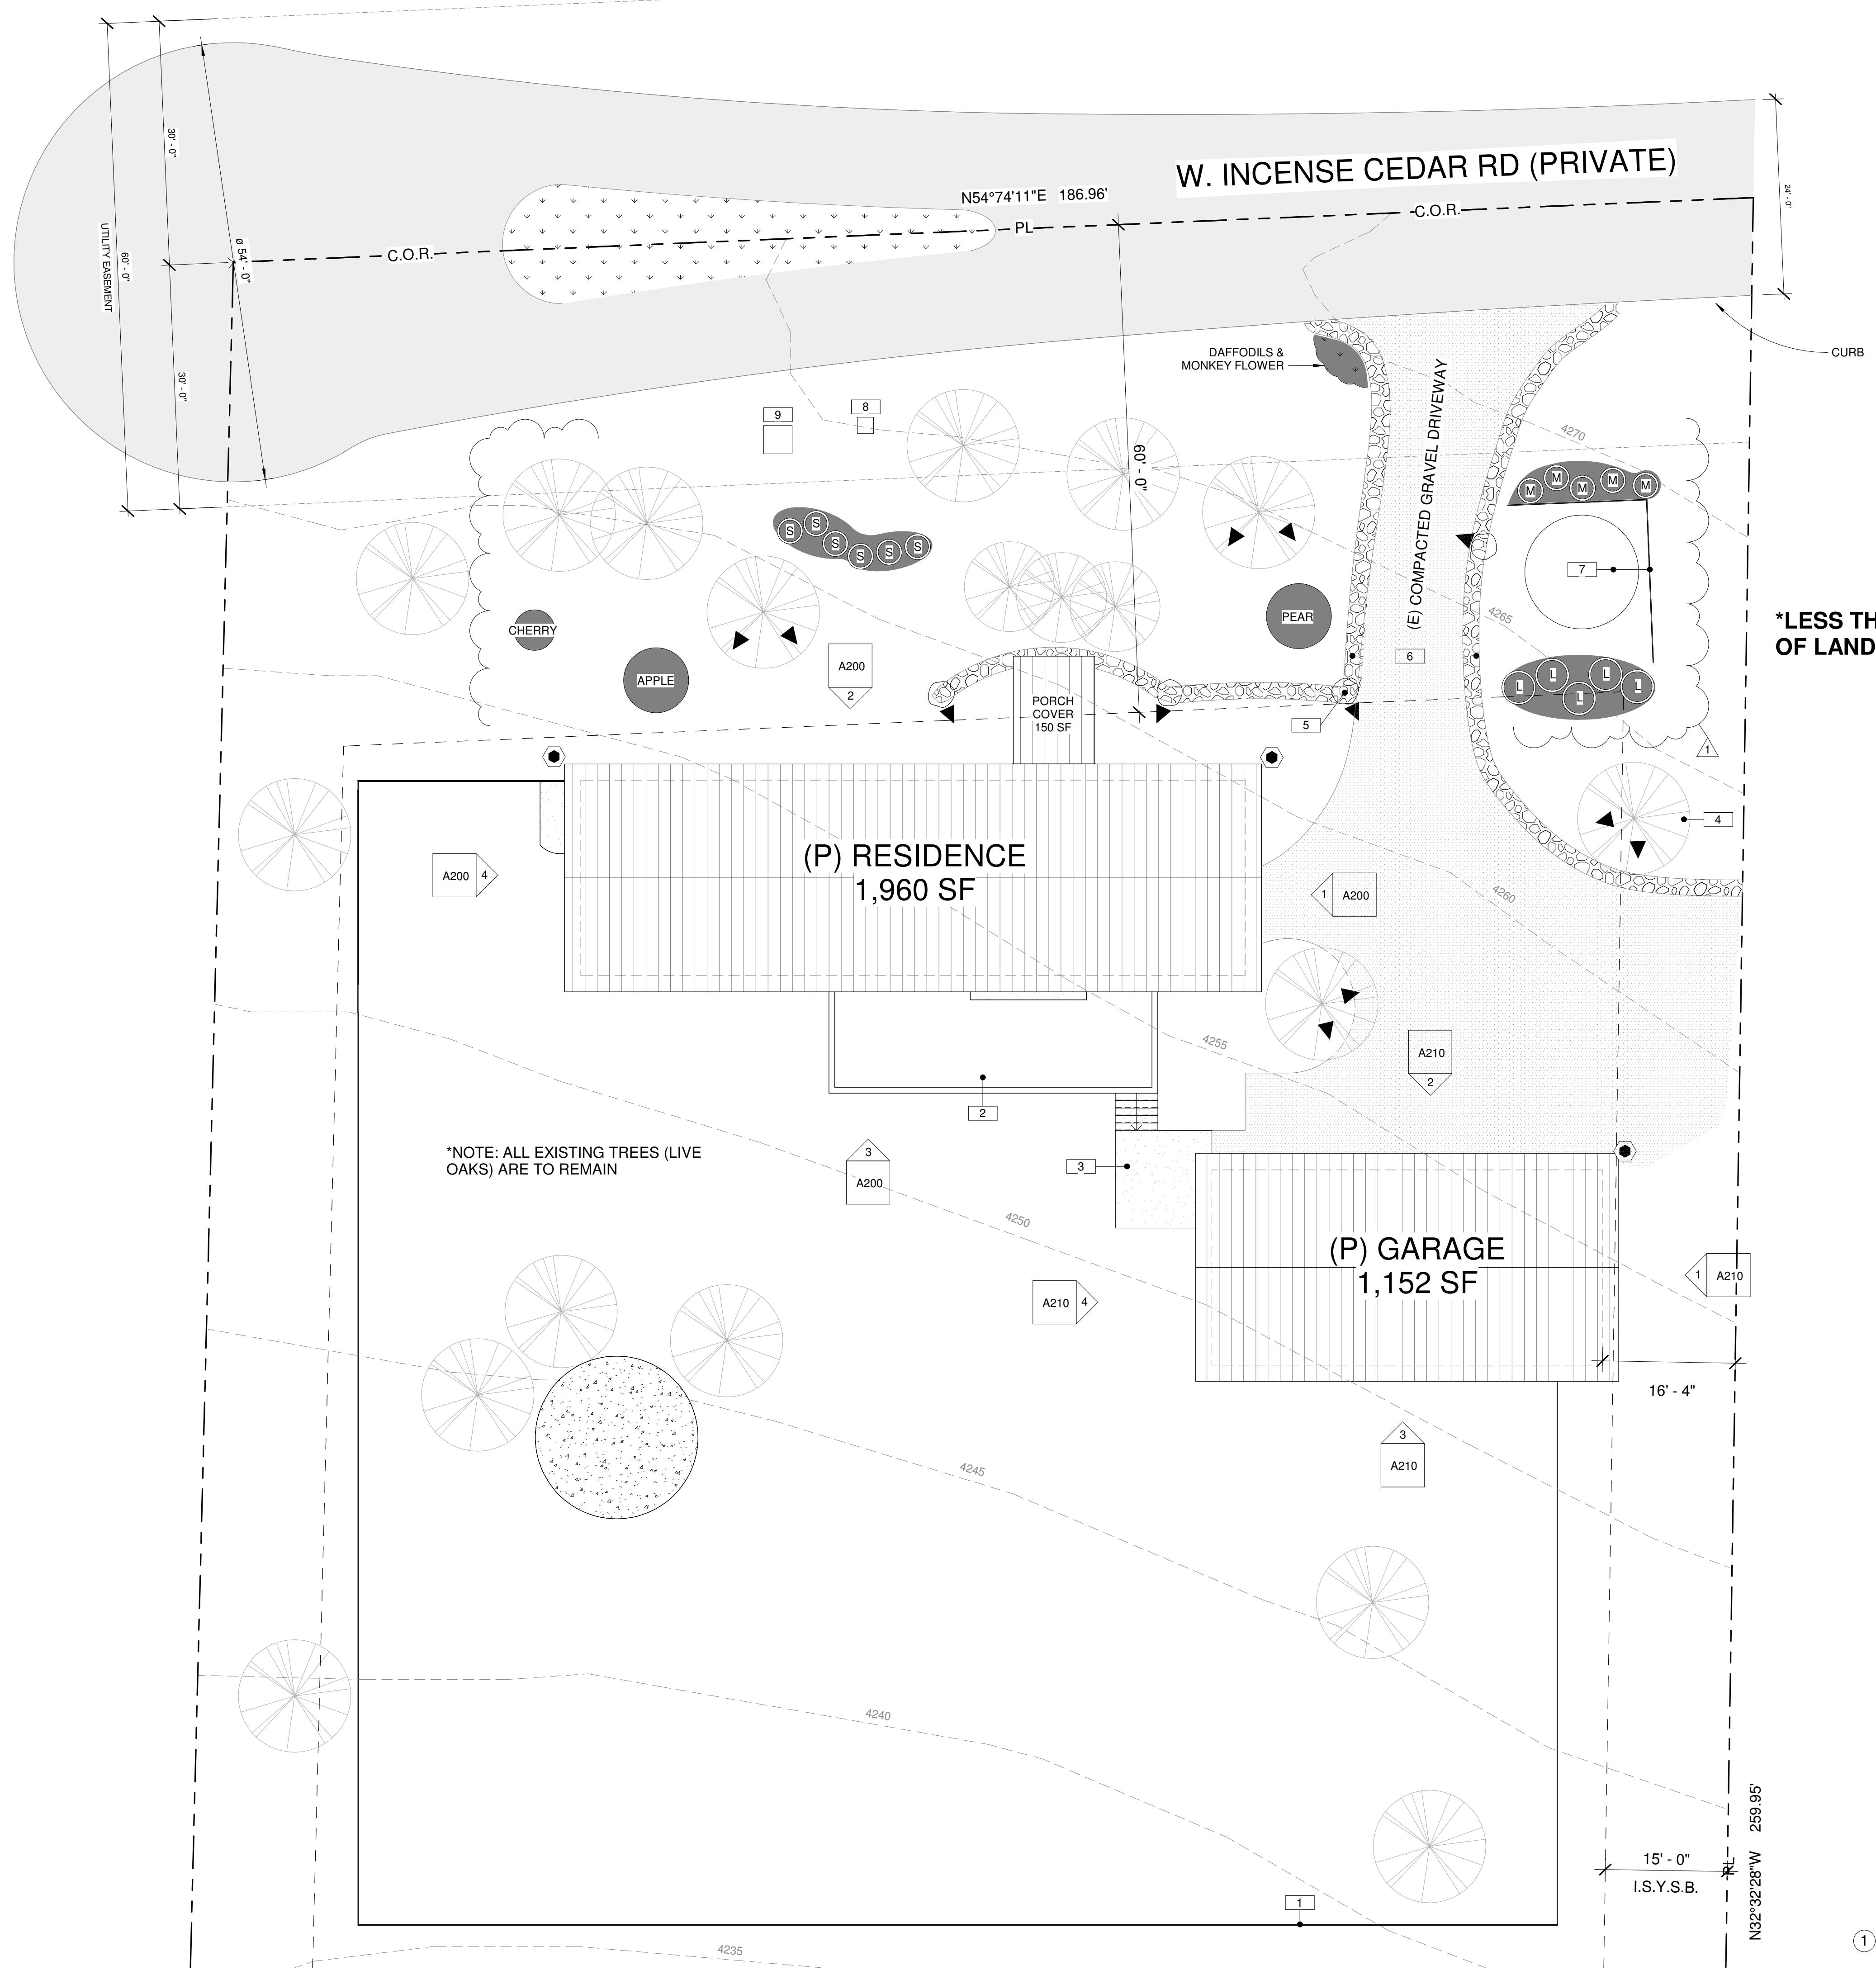 W. INCENSE CEDAR RD (PRIVATE)
N54°74'11"E 186.96'
PL
C.O.R.
C.O.R.
30' - 0"
60' - 0"
UTILITY EASEMENT
ø 54' - 0"
30' - 0"
24' - 0"
CURB
DAFFODILS &
MONKEY FLOWER
(E) COMPACTED GRAVEL DRIVEWAY
60' - 0"
9
8
4270
M
M
M
M
M
S
S
S
S
S
S
7
4265
CHERRY
PEAR
*LESS TH
OF LAND
6
APPLE
A200
2
L
L
L
L
L
PORCH
COVER
150 SF
5
1
4
(P) RESIDENCE
1,960 SF
A200
4
1
A200
4260
4255
A210
2
2
*NOTE: ALL EXISTING TREES (LIVE
OAKS) ARE TO REMAIN
3
A200
3
4250
(P) GARAGE
1,152 SF
A210
4
1
A210
16' - 4"
3
A210
4245
4240
N32°32'28"W 259.95'
PL
15' - 0"
I.S.Y.S.B.
1
4235
1